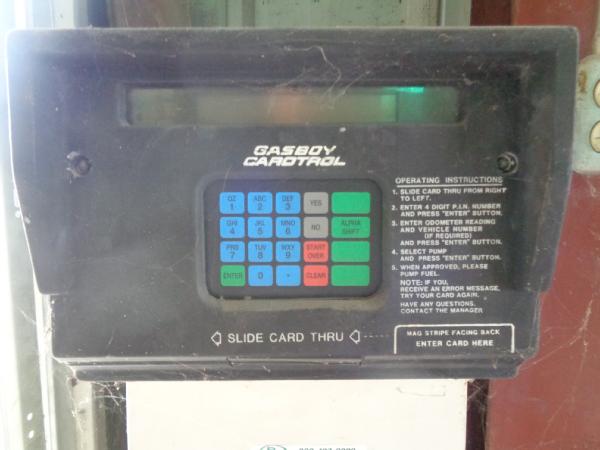 GASBOY
CARDTROL
QZ ABC DEF
1 2 3 YES
GHI JKL MNO
4 5 6 NO ALPHA SHIFT
PRS TUV WXY
7 8 9 START OVER
ENTER 0 CLEAR
SLIDE CARD THRU
OPERATING INSTRUCTIONS
1. SLIDE CARD THRU FROM RIGHT
TO LEFT.
2. ENTER 4 DIGIT P.I.N. NUMBER
AND PRESS "ENTER" BUTTON.
3. ENTER ODOMETER READING
AND VEHICLE NUMBER
(IF REQUIRED)
AND PRESS "ENTER" BUTTON.
4. SELECT PUMP
AND PRESS "ENTER" BUTTON.
5. WHEN APPROVED, PLEASE
PUMP FUEL.
NOTE: IF YOU,
RECEIVE AN ERROR MESSAGE,
TRY YOUR CARD AGAIN.
HAVE ANY QUESTIONS,
CONTACT THE MANAGER
MAG STRIPE FACING BACK
ENTER CARD HERE